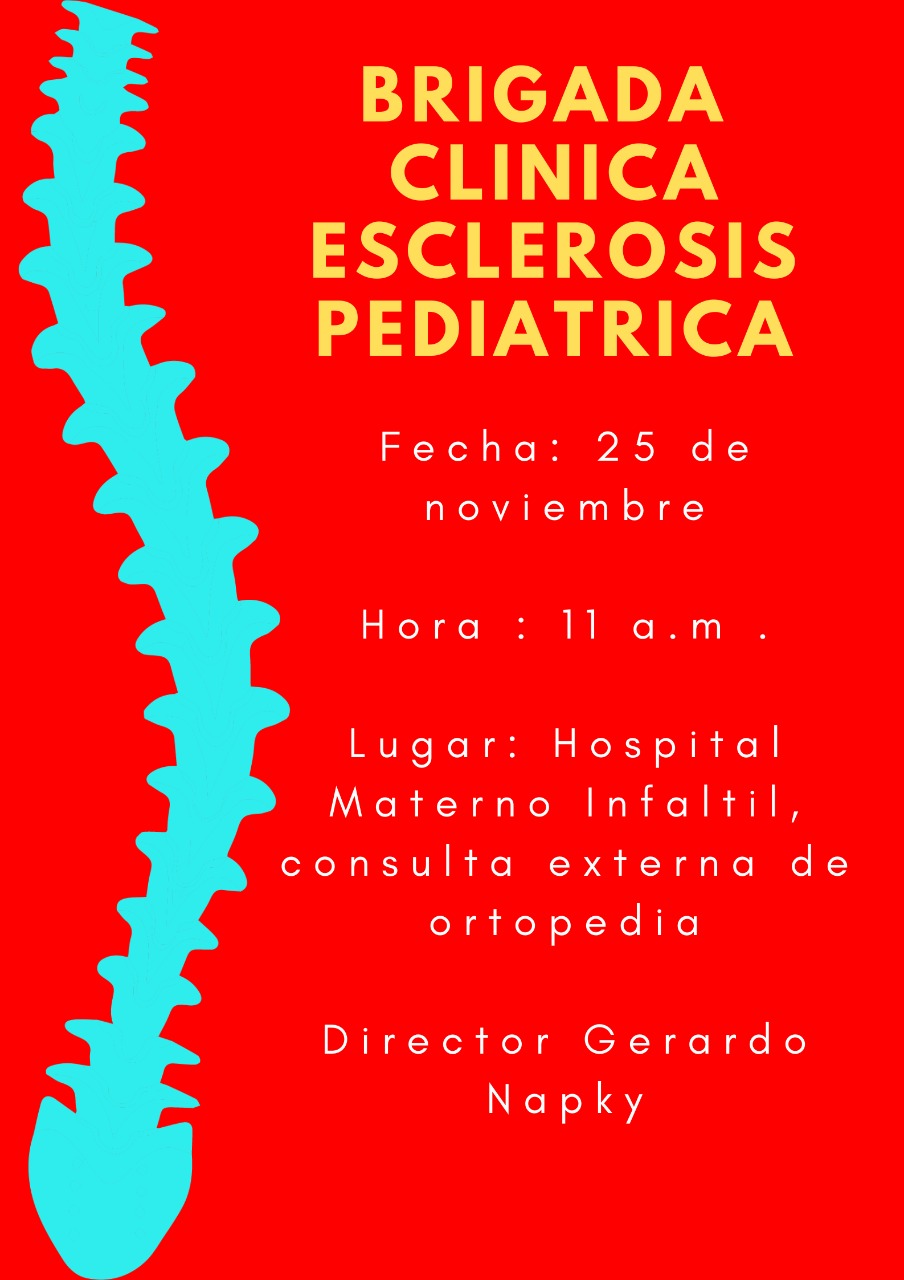 BRIGADA
CLINICA
ESCLEROSIS
PEDIATRICA
Fecha: 25 de
noviembre
Hora : 11 a.m .
Lugar: Hospital
Materno Infaltil,
consulta externa de
ortopedia
Director Gerardo
Napky